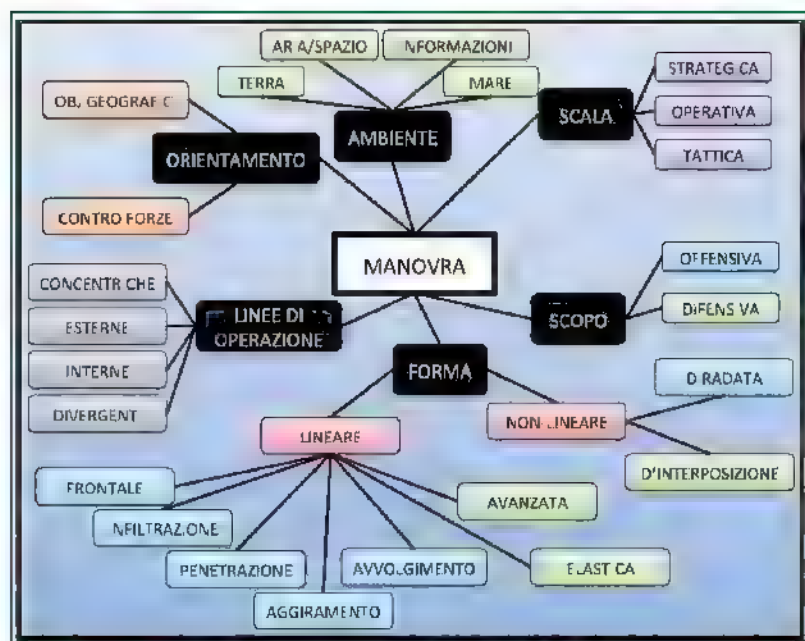 AR A/SPAZIO
NFORMAZIONI
TERRA
MARE
STRATEG CA
OB, GEOGRAF C'
AMBIENTE
SCALA
OPERATIVA
ORIENTAMENTO
TATTICA
CONTRO FORZE
MANOVRA
OFFENSIVA
CONCENTR CHE
LINEE DI
OPERAZIONE
SCOPO
DIFENS VA
ESTERNE
INTERNE
FORMA
D RADATA
DIVERGENT
LINEARE
NON-LINEARE
D'INTERPOSIZIONE
FRONTALE
AVANZATA
NFILTRAZIONE
PENETRAZIONE
AVVOLGIMENTO
ELAST CA
AGGIRAMENTO